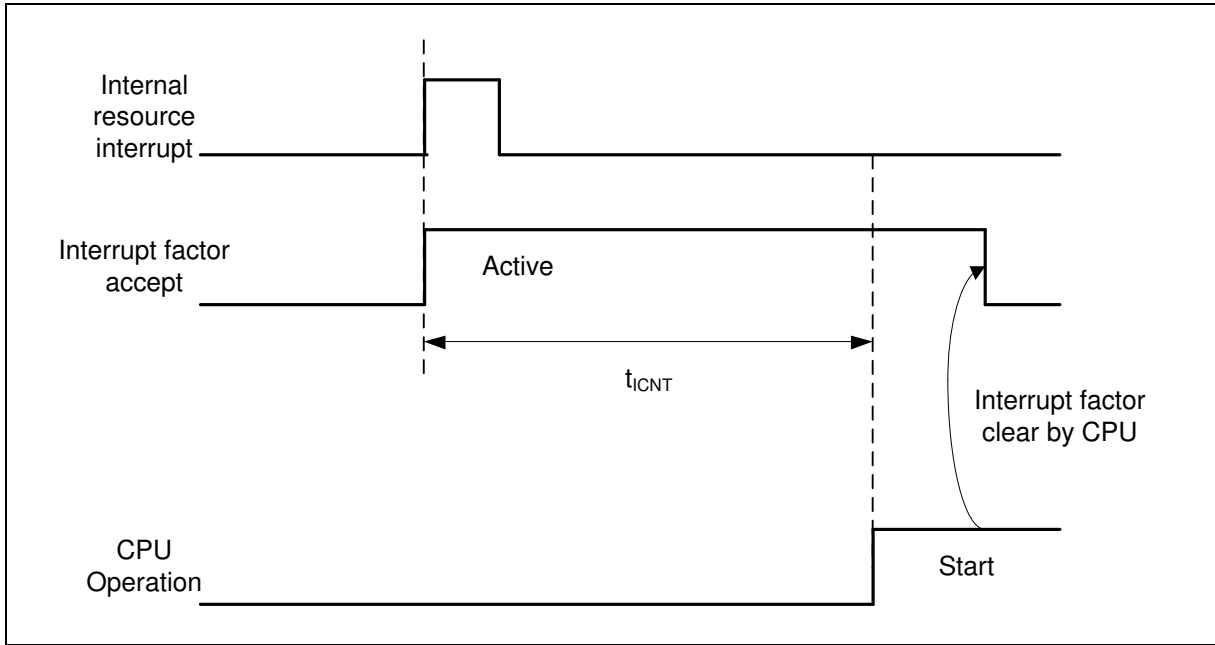 Internal
resource
interrupt
Interrupt factor
accept
Active
tICNT
Interrupt factor
clear by CPU
CPU
Operation
Start